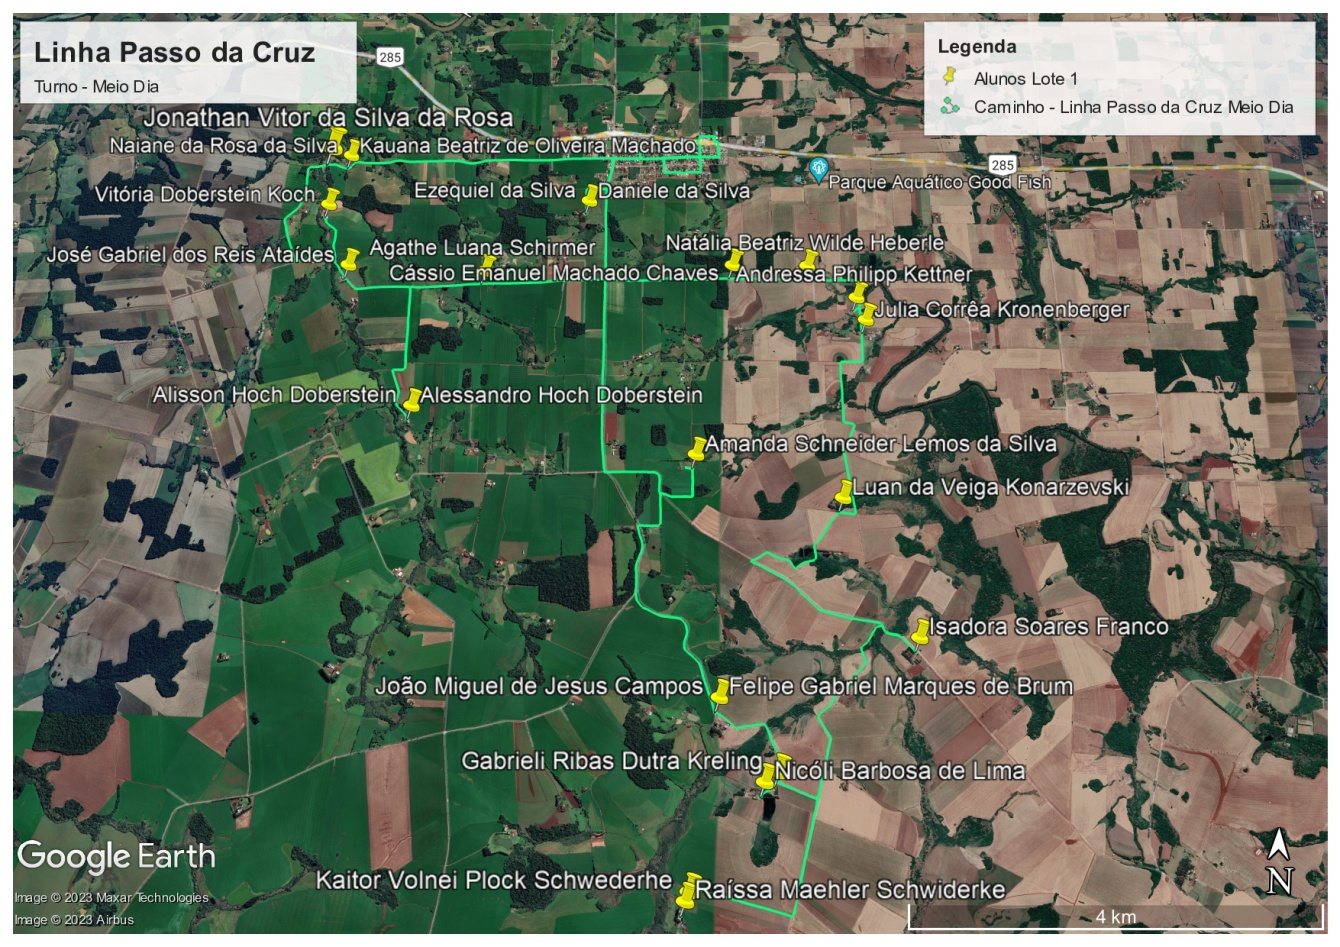 Linha Passo da Cruz
Turno - Meio Dia
285
Legenda
Alunos Lote 1
Caminho - Linha Passo da Cruz Meio Dia
Jonathan Vitor da Silva da Rosa
Naiane da Rosa da Silva
Kauana Beatriz de Oliveira Machado
285
Parque Aquático Good Fish
Vitória Doberstein Koch
Ezequiel da Silva
Daniele da Silva
José Gabriel dos Reis Ataídes
Agathe Luana Schirmer
Natália Beatriz Wilde Heberle
Cássio Emanuel Machado Chaves
Andressa Philipp Kettner
Julia Corrêa Kronenberger
Alisson Hoch Doberstein
Alessandro Hoch Doberstein
Amanda Schneider Lemos da Silva
Luan da Veiga Konarzevski
Isadora Soares Franco
João Miguel de Jesus Campos
Felipe Gabriel Marques de Brum
Gabrieli Ribas Dutra Kreling
Nicóli Barbosa de Lima
Kaitor Volnei Plock Schwederhe
Raíssa Maehler Schwiderke
Google Earth
Image © 2023 Maxar Technologies
Image © 2023 Airbus
N
4 km